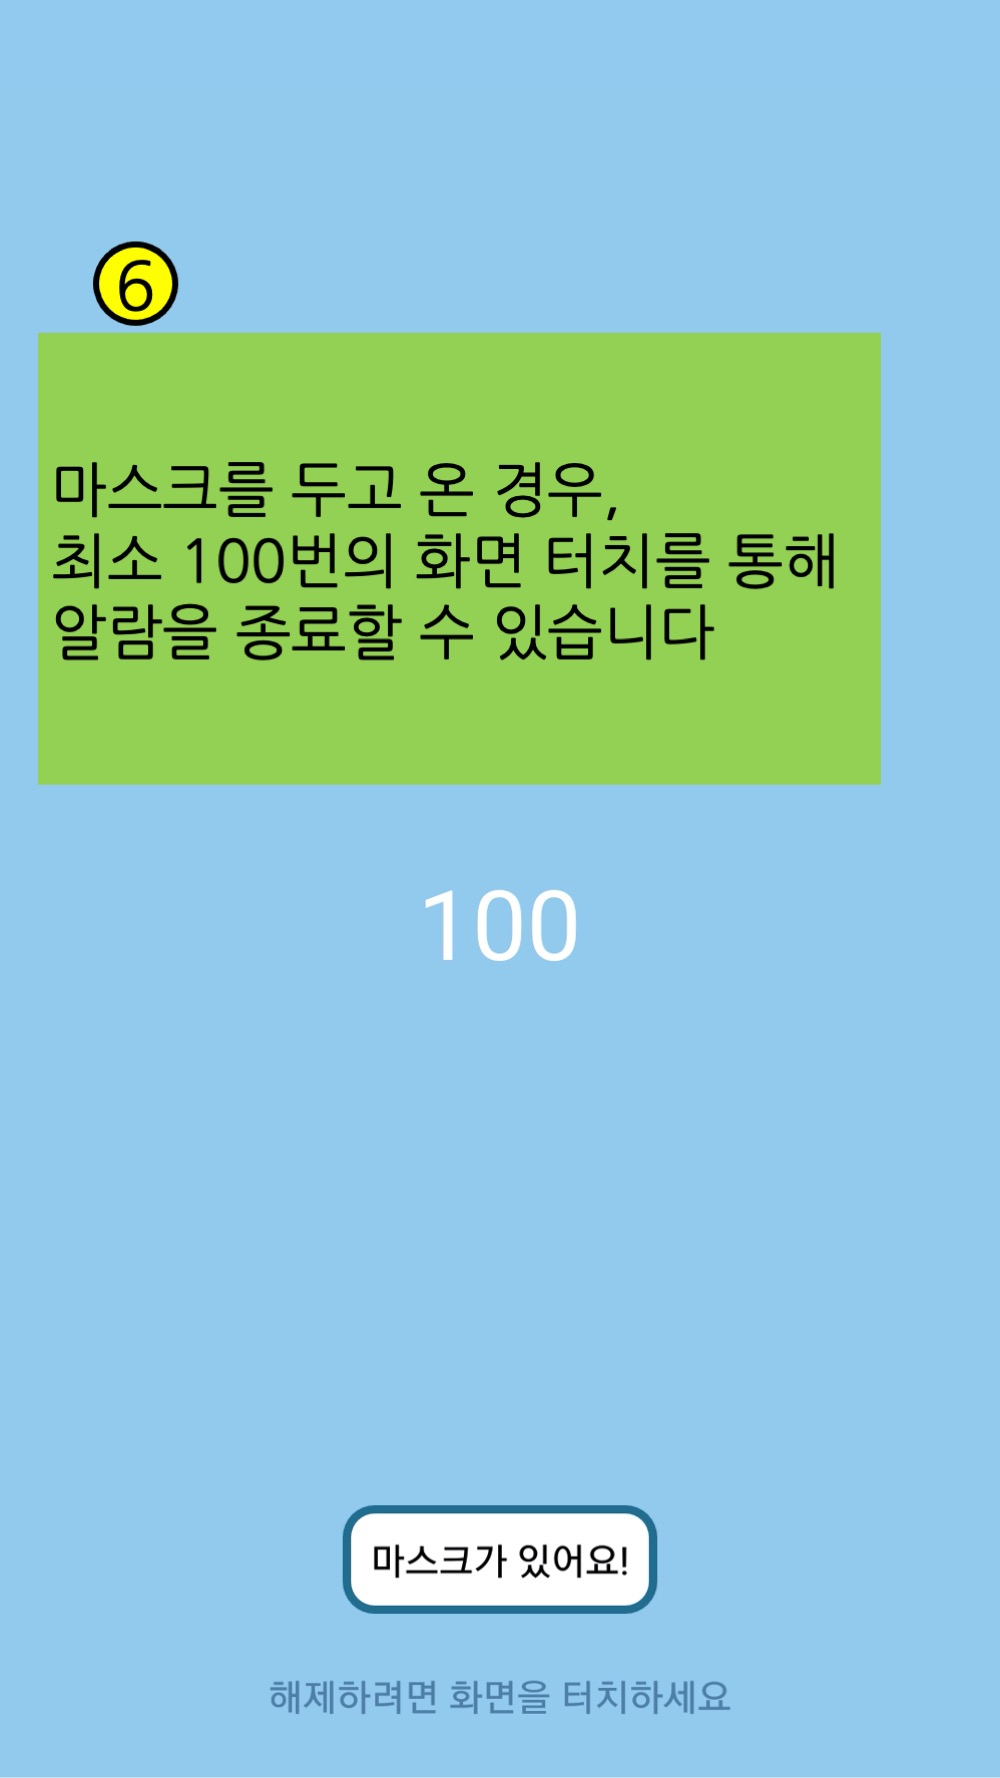 6
마스크를 두고 온 경우,
최소 100번의 화면 터치를 통해
알람을 종료할 수 있습니다
100
마스크가 있어요!
해제하려면 화면을 터치하세요